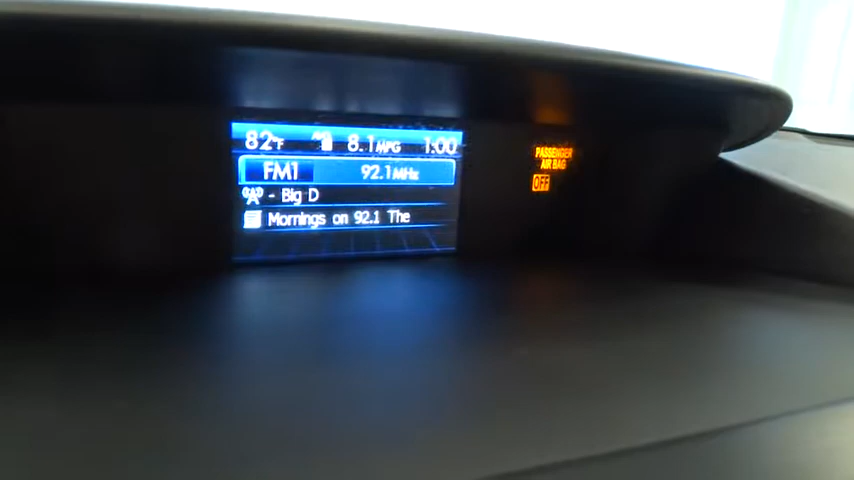 82°F AVG 8.1 MPG 1:00
FM1 92.1 MHz
- Big D
Mornings on 92.1 The
PASSENGER
AIR BAG
OFF